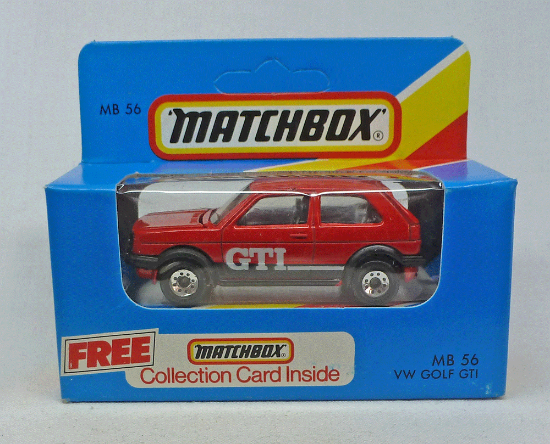 MB 56
"MATCHBOX"®
GTI
FREE
"MATCHBOX"®
Collection Card Inside
MB 56
VW GOLF GTI